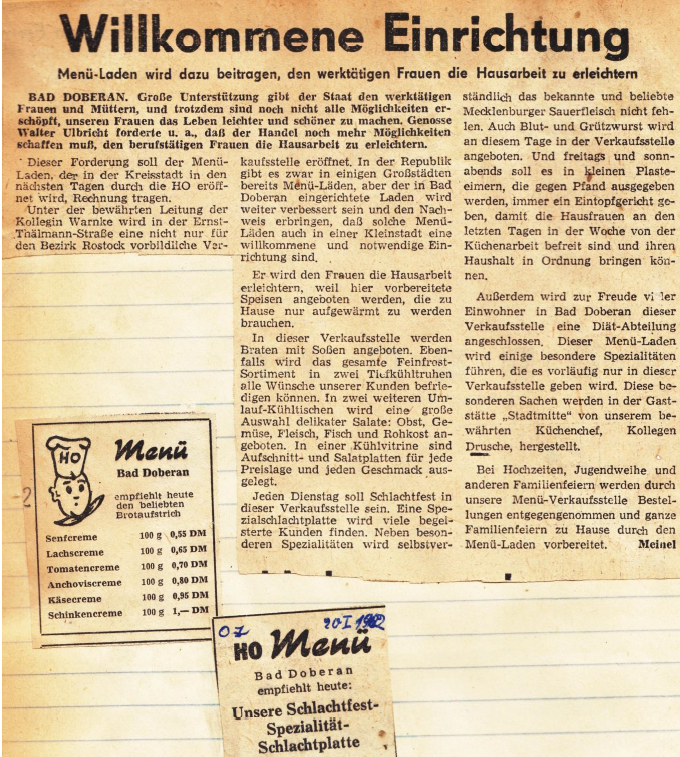 Willkommene Einrichtung
Menü-Laden wird dazu beitragen, den werktätigen Frauen die Hausarbeit zu erleichtern
BAD DOBERAN. Große Unterstützung gibt der Staat den werktätigen
Frauen und Müttern, und trotzdem sind noch nicht alle Möglichkeiten er-
schöpft, unseren Frauen das Leben leichter und schöner zu machen. Genosse
Walter Ulbricht forderte u. a., daß der Handel noch mehr Möglichkeiten
schaffen muß, den berufstätigen Frauen die Hausarbeit zu erleichtern.
Dieser Forderung soll der Menü-
Laden, der in der Kreisstadt in den
nächsten Tagen durch die HO eröff-
net wird, Rechnung tragen.
Unter der bewährten Leitung der
Kollegin Warnke wird in der Ernst-
Thälmann-Straße eine nicht nur für
den Bezirk Rostock vorbildliche Ver-
kaufsstelle eröffnet. In der Republik
gibt es zwar in einigen Großstädten
bereits Menü-Läden, aber der in Bad
Doberan eingerichtete Laden wird
weiter verbessert sein und den Nach-
weis erbringen, daß solche Menü-
Läden auch in einer Kleinstadt eine
willkommene und notwendige Ein-
richtung sind.
Er wird den Frauen die Hausarbeit
erleichtern, weil hier vorbereitete
Speisen angeboten werden, die zu
Hause nur aufgewärmt zu werden
brauchen.
In dieser Verkaufsstelle werden
Braten mit Soßen angeboten. Eben-
falls wird das gesamte Feinfrost-
Sortiment in zwei Tiefkühltruhen
alle Wünsche unserer Kunden befrie-
digen können. In zwei weiteren Um-
lauf-Kühltischen wird eine große
Auswahl delikater Salate: Obst, Ge-
müse, Fleisch, Fisch und Rohkost an-
geboten. In einer Kühlvitrine sind
Aufschnitt- und Salatplatten für jede
Preislage und jeden Geschmack aus-
gelegt.
Jeden Dienstag soll Schlachtfest in
dieser Verkaufsstelle sein. Eine Spe-
zialschlachtplatte wird viele begei-
sterte Kunden finden. Neben beson-
deren Spezialitäten wird selbstver-
ständlich das bekannte und beliebte
Mecklenburger Sauerfleisch nicht feh-
len. Auch Blut- und Grützwurst wird
an diesem Tage in der Verkaufsstelle
angeboten. Und freitags und sonn-
abends soll es in kleinen Plaste-
eimern, die gegen Pfand ausgegeben
werden, immer ein Eintopfgericht ge-
ben, damit die Hausfrauen an den
letzten Tagen in der Woche von der
Küchenarbeit befreit sind und ihren
Haushalt in Ordnung bringen kön-
nen.
Außerdem wird zur Freude vieler
Einwohner in Bad Doberan dieser
Verkaufsstelle eine Diät-Abteilung
angeschlossen. Dieser Menü-Laden
wird einige besondere Spezialitäten
führen, die es vorläufig nur in dieser
Verkaufsstelle geben wird. Diese be-
sonderen Sachen werden in der Gast-
stätte „Stadtmitte" von unserem be-
währten Küchenchef, Kollegen
Drusche, hergestellt.
Bei Hochzeiten, Jugendweihe und
anderen Familienfeiern werden durch
unsere Menü-Verkaufsstelle Bestel-
lungen entgegengenommen und ganze
Familienfeiern zu Hause durch den
Menü-Laden vorbereitet. Meinel
HO
Menü
Bad Doberan
empfiehlt heute
den beliebten
Brotaufstrich
Senfcreme 100 g 0,55 DM
Lachscreme 100 g 0,65 DM
Tomatencreme 100 g 0,70 DM
Anchoviscreme 100 g 0,80 DM
Käsecreme 100 g 0,95 DM
Schinkencreme 100 g 1,— DM
2
OZ 20 I 1962
HO Menü
Bad Doberan
empfiehlt heute:
Unsere Schlachtfest-
Spezialität-
Schlachtplatte